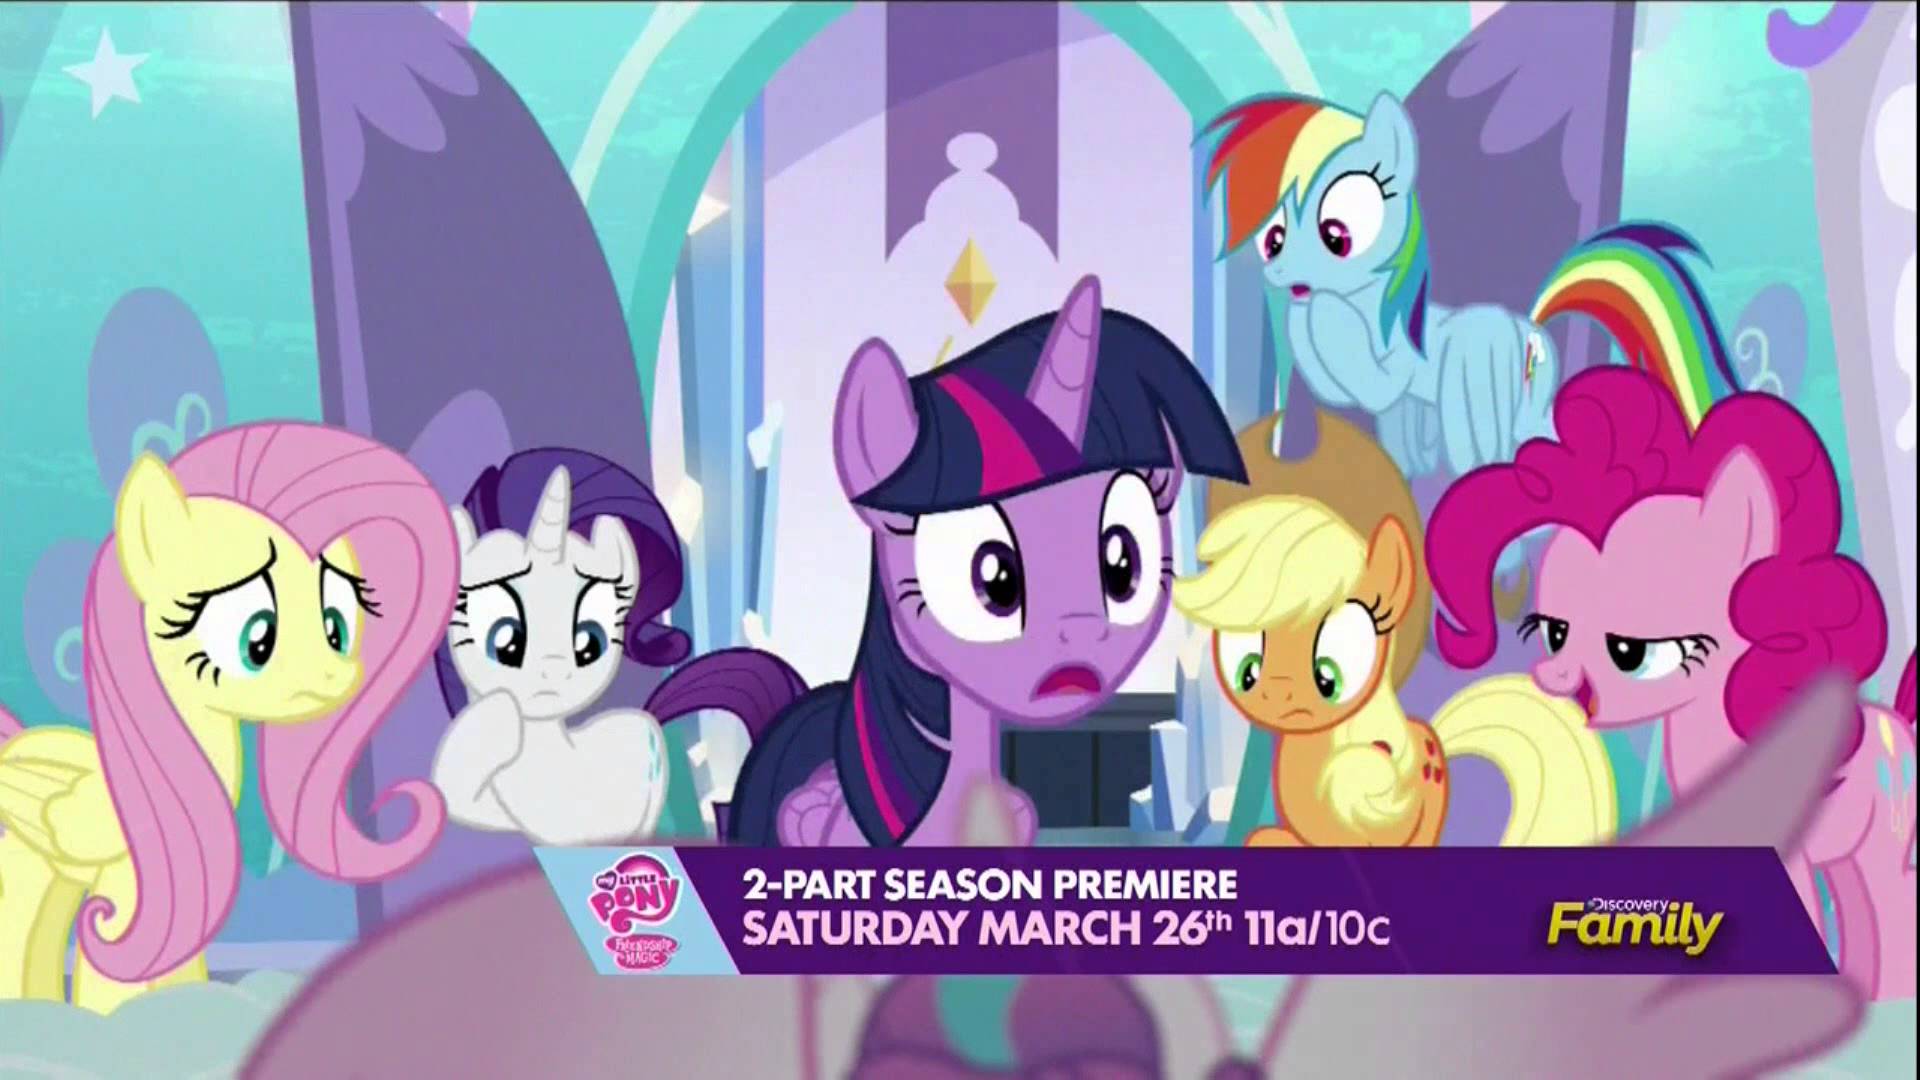 my LITTLE
PONY
FRIENDSHIP
IS
MAGIC
2-PART SEASON PREMIERE
SATURDAY MARCH 26th 11a/10c
Discovery
Family